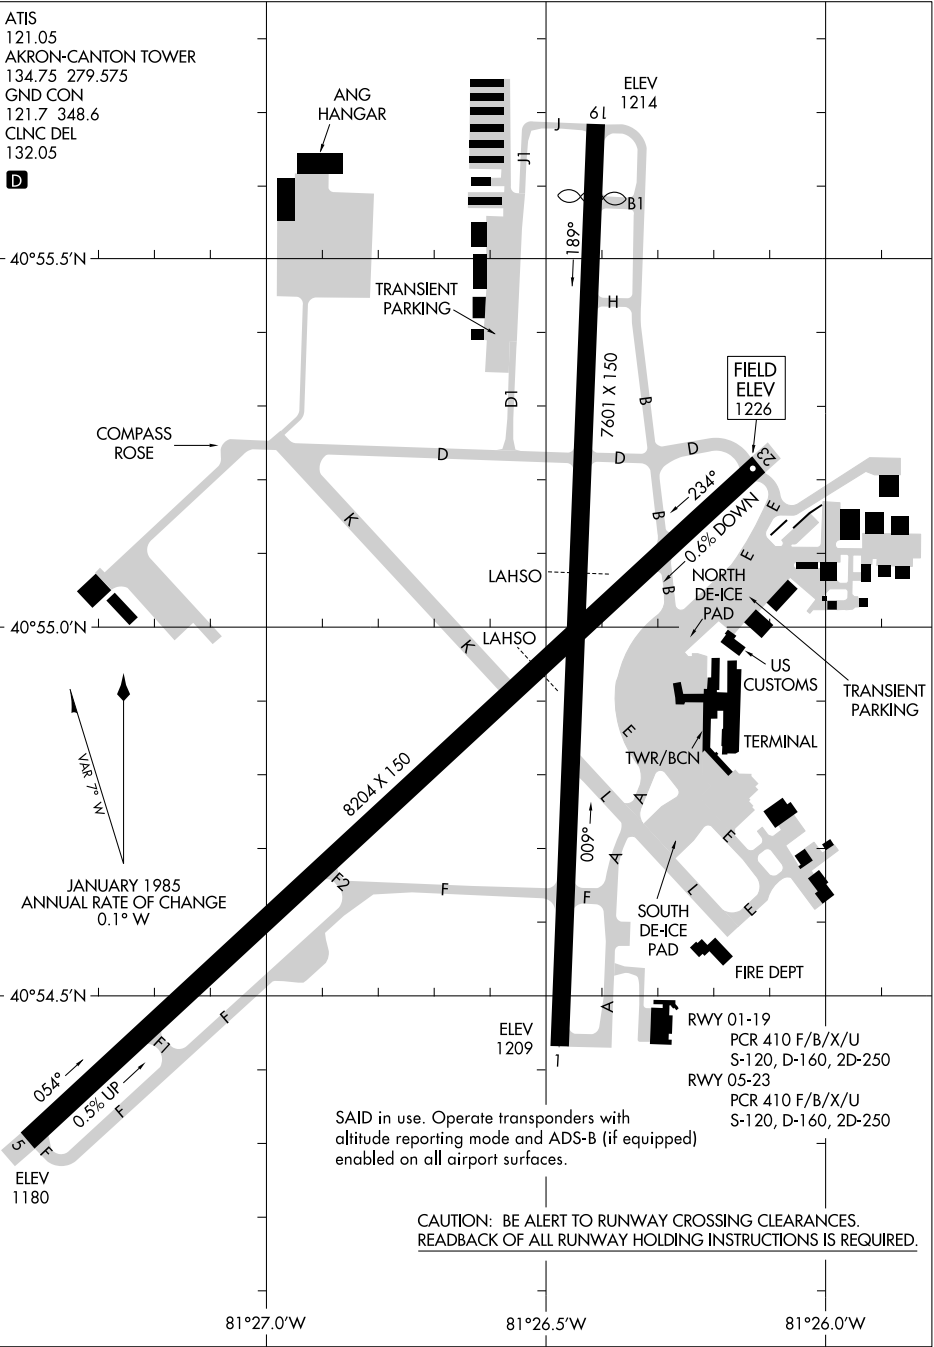 ATIS
121.05
AKRON-CANTON TOWER
134.75 279.575
GND CON
121.7 348.6
CLNC DEL
132.05
D
ANG
HANGAR
ELEV
1214
19
J
J1
B1
189°
40°55.5'N
TRANSIENT
PARKING
H
7601 X 150
FIELD
ELEV
1226
D1
B
COMPASS
ROSE
D
D
D
23
234°
K
B
0.6% DOWN
E
E
LAHSO
NORTH
DE-ICE
PAD
B
40°55.0'N
LAHSO
K
US
CUSTOMS
TRANSIENT
PARKING
VAR 7° W
E
TWR/BCN
TERMINAL
8204 X 150
L
A
009°
E
A
JANUARY 1985
ANNUAL RATE OF CHANGE
0.1° W
F2
F
F
L
E
SOUTH
DE-ICE
PAD
FIRE DEPT
40°54.5'N
A
F
F1
ELEV
1209
1
RWY 01-19
PCR 410 F/B/X/U
S-120, D-160, 2D-250
RWY 05-23
PCR 410 F/B/X/U
S-120, D-160, 2D-250
054°
0.5% UP
F
5
F
ELEV
1180
SAID in use. Operate transponders with
altitude reporting mode and ADS-B (if equipped)
enabled on all airport surfaces.
CAUTION: BE ALERT TO RUNWAY CROSSING CLEARANCES.
READBACK OF ALL RUNWAY HOLDING INSTRUCTIONS IS REQUIRED.
81°27.0'W
81°26.5'W
81°26.0'W